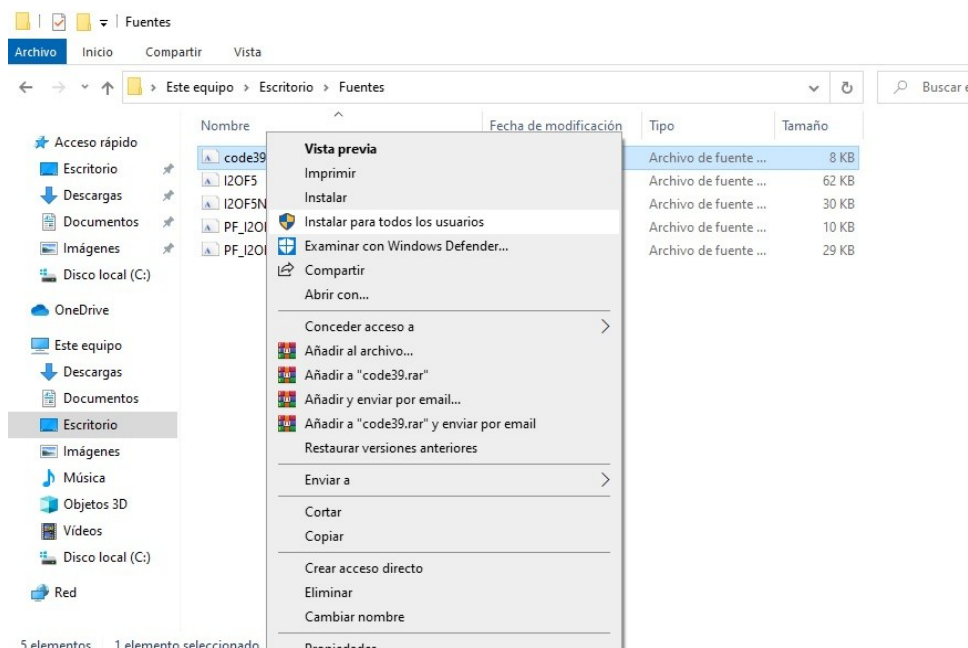 Fuentes
Archivo Inicio Compartir Vista
Este equipo > Escritorio > Fuentes
Buscar e
Nombre Fecha de modificación Tipo Tamaño
Acceso rápido
Escritorio
Descargas
Documentos
Imágenes
Disco local (C:)
OneDrive
Este equipo
Descargas
Documentos
Escritorio
Imágenes
Música
Objetos 3D
Vídeos
Disco local (C:)
Red
code39 Archivo de fuente ... 8 KB
I2OF5 Archivo de fuente ... 62 KB
I2OF5N Archivo de fuente ... 30 KB
PF_I2O Archivo de fuente ... 10 KB
PF_I2O Archivo de fuente ... 29 KB
Vista previa
Imprimir
Instalar
Instalar para todos los usuarios
Examinar con Windows Defender...
Compartir
Abrir con...
Conceder acceso a
Añadir al archivo...
Añadir a "code39.rar"
Añadir y enviar por email...
Añadir a "code39.rar" y enviar por email
Restaurar versiones anteriores
Enviar a
Cortar
Copiar
Crear acceso directo
Eliminar
Cambiar nombre
Propiedades
5 elementos 1 elemento seleccionado